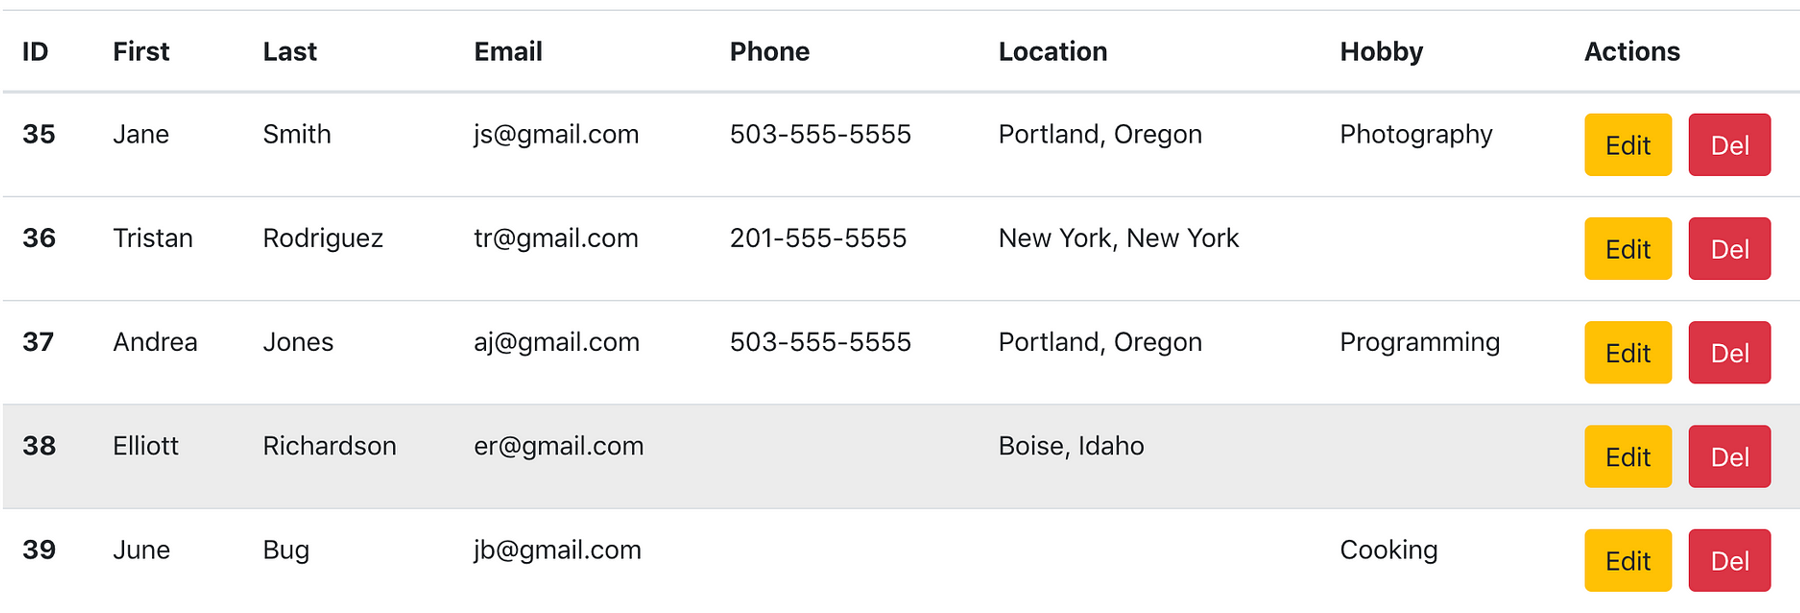 ID First Last Email Phone Location Hobby Actions
35 Jane Smith js@gmail.com 503-555-5555 Portland, Oregon Photography Edit Del
36 Tristan Rodriguez tr@gmail.com 201-555-5555 New York, New York Edit Del
37 Andrea Jones aj@gmail.com 503-555-5555 Portland, Oregon Programming Edit Del
38 Elliott Richardson er@gmail.com Boise, Idaho Edit Del
39 June Bug jb@gmail.com Cooking Edit Del